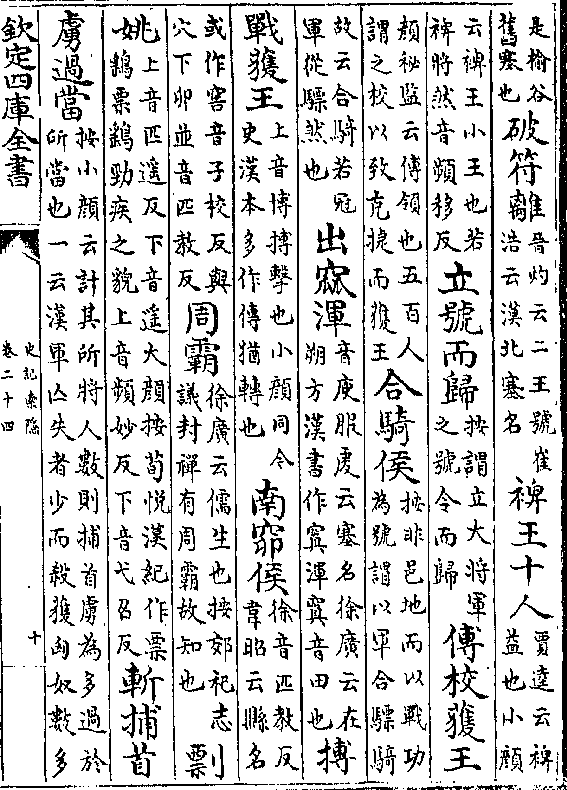 是榆谷舊塞也破符離晉灼云二王號崔浩云漢北塞名裨王十人賈逵云裨益也小顔
云裨王小王也若裨將然音頻移反立號而歸按謂立大將軍之號令而歸傅校獲王
顔祕監云傅領也五百人謂之校以致克捷而獲王合騎侯按非邑地而以戰功為號謂以軍合驃騎
故云合騎若冠軍從驃然也出窳渾音庾服虔云塞名徐廣云在朔方漢書作窴渾窴音田也搏
戰獲王上音博搏擊也小顔同今史漢本多作傅猶轉也南窌侯徐音匹教反韋昭云縣名
或作窖音子校反與穴下卯並音匹教反周霸徐廣云儒生也按郊祀志議封禪有周霸故知也剽
姚上音匹遥反下音遥大顔按荀悦漢紀作票鷂票鷂勁疾之貌上音頻妙反下音弋召反斬捕首
虜過當按小顔云計其所將人數則捕首虜為多過於所當也一云漢軍亡失者少而殺獲匈奴數多
欽定四庫全書
史記索隱
卷二十四
十